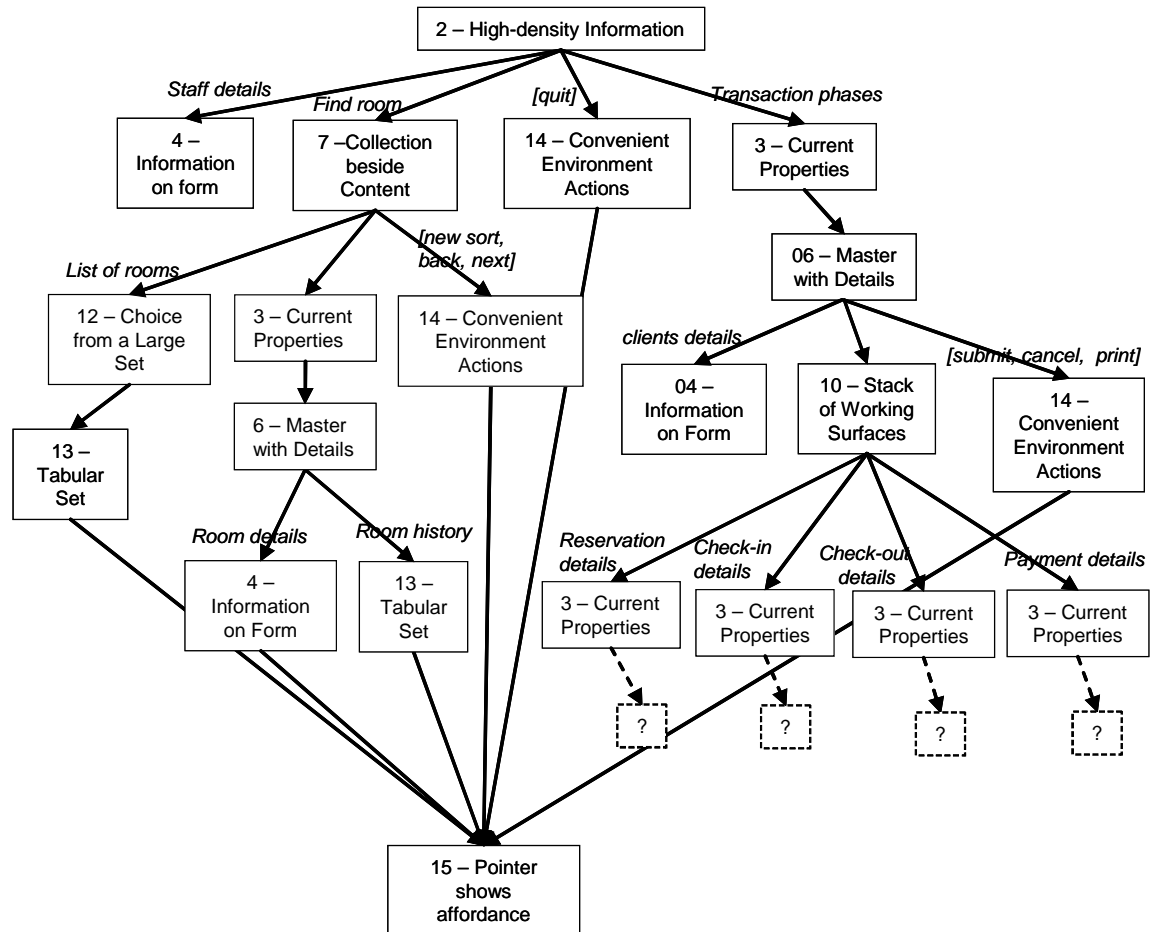 2 – High-density Information
Staff details
Find room
[quit]
Transaction phases
4 –
Information
on form
7 –Collection
beside
Content
14 – Convenient
Environment
Actions
3 – Current
Properties
[new sort,
back, next]
List of rooms
06 – Master
with Details
12 – Choice
from a Large
Set
3 – Current
Properties
14 – Convenient
Environment
Actions
clients details
[submit, cancel, print]
04 –
Information
on Form
10 – Stack
of Working
Surfaces
14 –
Convenient
Environment
Actions
13 –
Tabular
Set
6 – Master
with Details
Room details
Room history
Reservation
details
Check-in
details
Check-out
details
Payment details
4 –
Information
on Form
13 –
Tabular
Set
3 – Current
Properties
3 – Current
Properties
3 – Current
Properties
3 – Current
Properties
?
?
?
?
15 – Pointer
shows
affordance